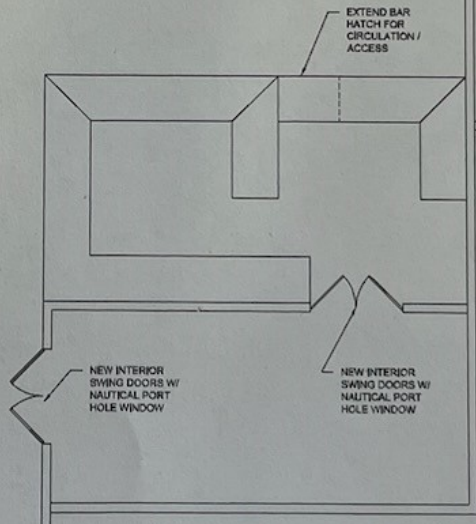 EXTEND BAR
HATCH FOR
CIRCULATION /
ACCESS
NEW INTERIOR
SWING DOORS W/
NAUTICAL PORT
HOLE WINDOW
NEW INTERIOR
SWING DOORS W/
NAUTICAL PORT
HOLE WINDOW